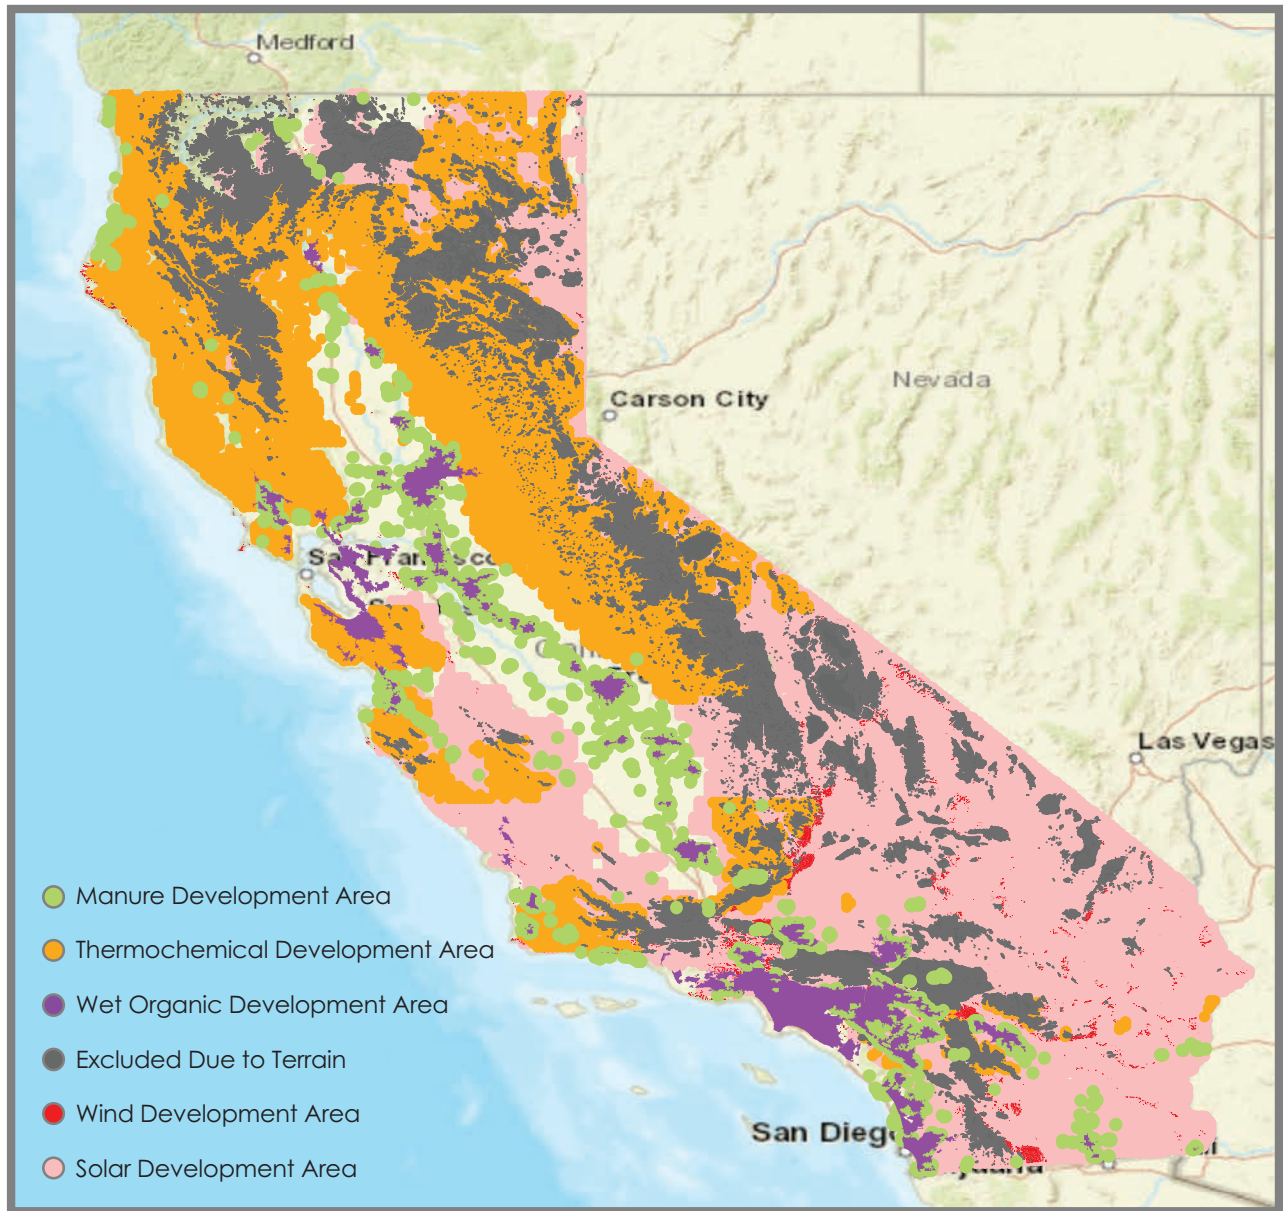 Medford
Nevada
Carson City
Las Vegas
San Diego
Manure Development Area
Thermochemical Development Area
Wet Organic Development Area
Excluded Due to Terrain
Wind Development Area
Solar Development Area